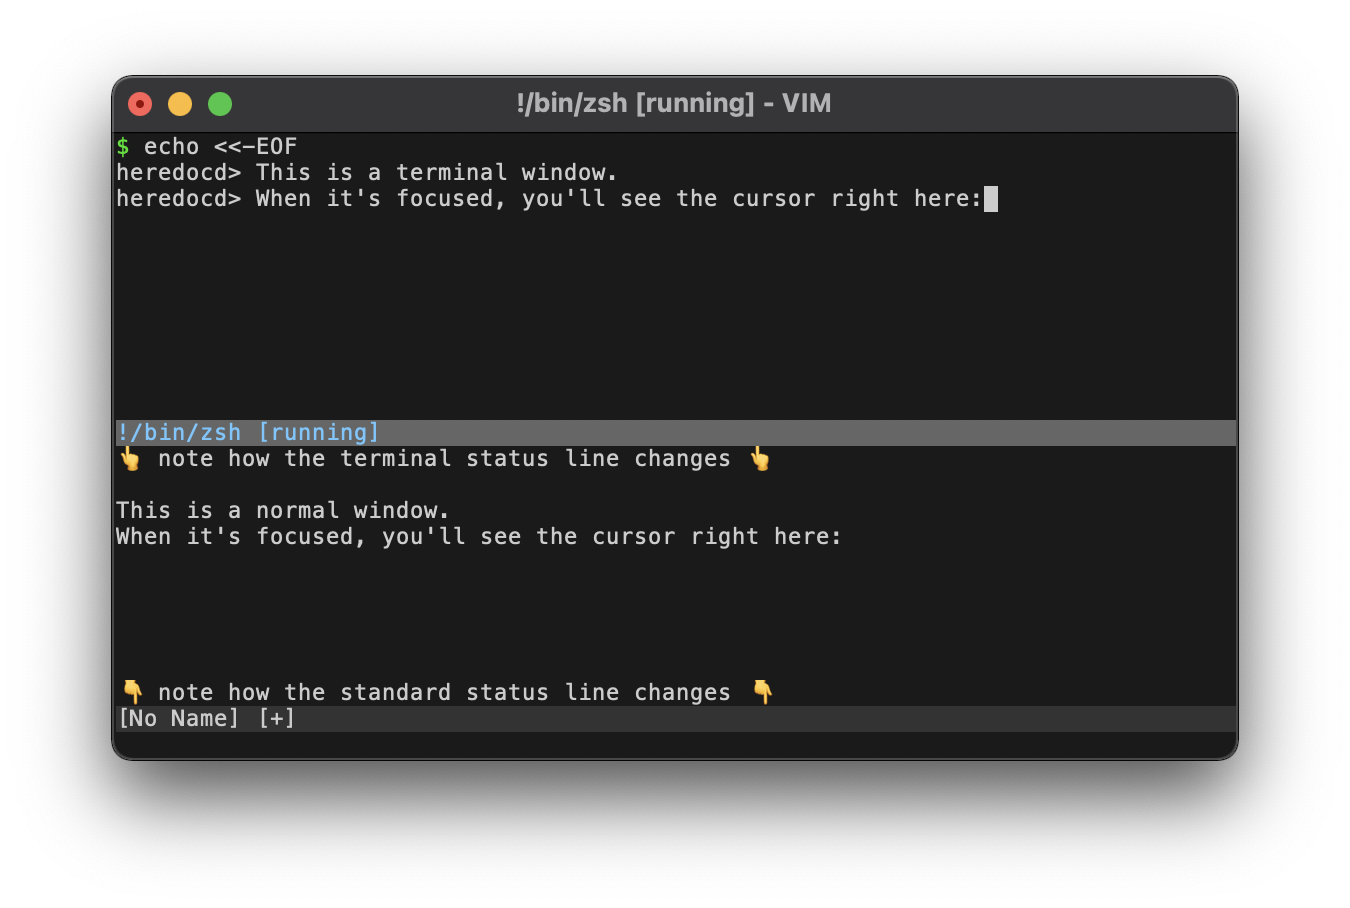 !/bin/zsh [running] - VIM
$ echo <<-EOF
heredocd> This is a terminal window.
heredocd> When it's focused, you'll see the cursor right here:
!/bin/zsh [running]
👆 note how the terminal status line changes 👆
This is a normal window.
When it's focused, you'll see the cursor right here:
👇 note how the standard status line changes 👇
[No Name] [+]